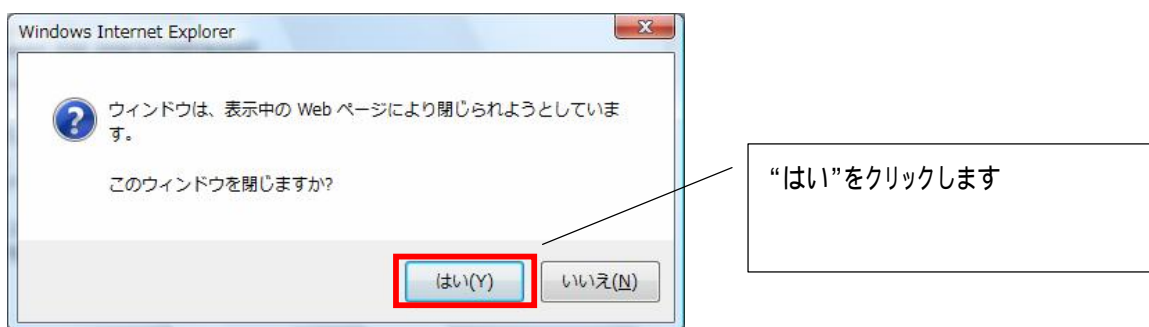 Windows Internet Explorer
ウィンドウは、表示中の Web ページにより閉じられようとしていま
す。
このウィンドウを閉じますか?
“はい”をクリックします
はい(Y)
いいえ(N)